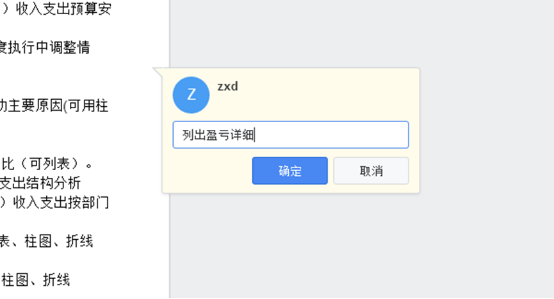 ）收入支出预算安
度执行中调整情
主要原因(可用柱
比（可列表）。
支出结构分析
）收入支出按部门
表、柱图、折线
柱图、折线
Z
zxd
列出盈亏详细
确定
取消